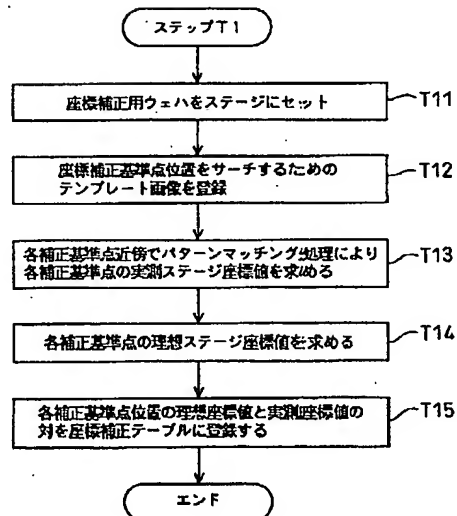 ステップT1
座標補正用ウェハをステージにセット
T11
座標補正基準点位置をサーチするための
テンプレート画像を登録
T12
各補正基準点近傍でパターンマッチング処理により
各補正基準点の実測ステージ座標値を求める
T13
各補正基準点の理想ステージ座標値を求める
T14
各補正基準点位置の理想座標値と実測座標値の
対を座標補正テーブルに登録する
T15
エンド